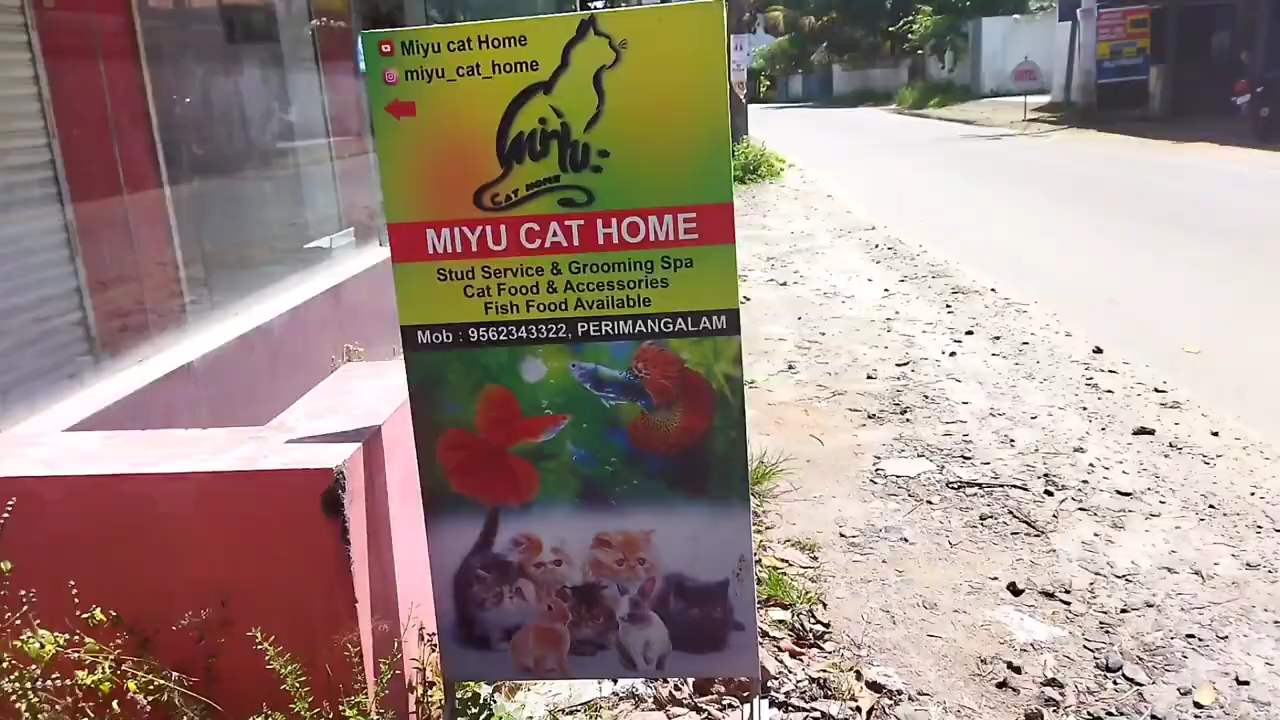 Miyu cat Home
miyu_cat_home
miyu
CAT HOME
MIYU CAT HOME
Stud Service & Grooming Spa
Cat Food & Accessories
Fish Food Available
Mob : 9562343322, PERIMANGALAM